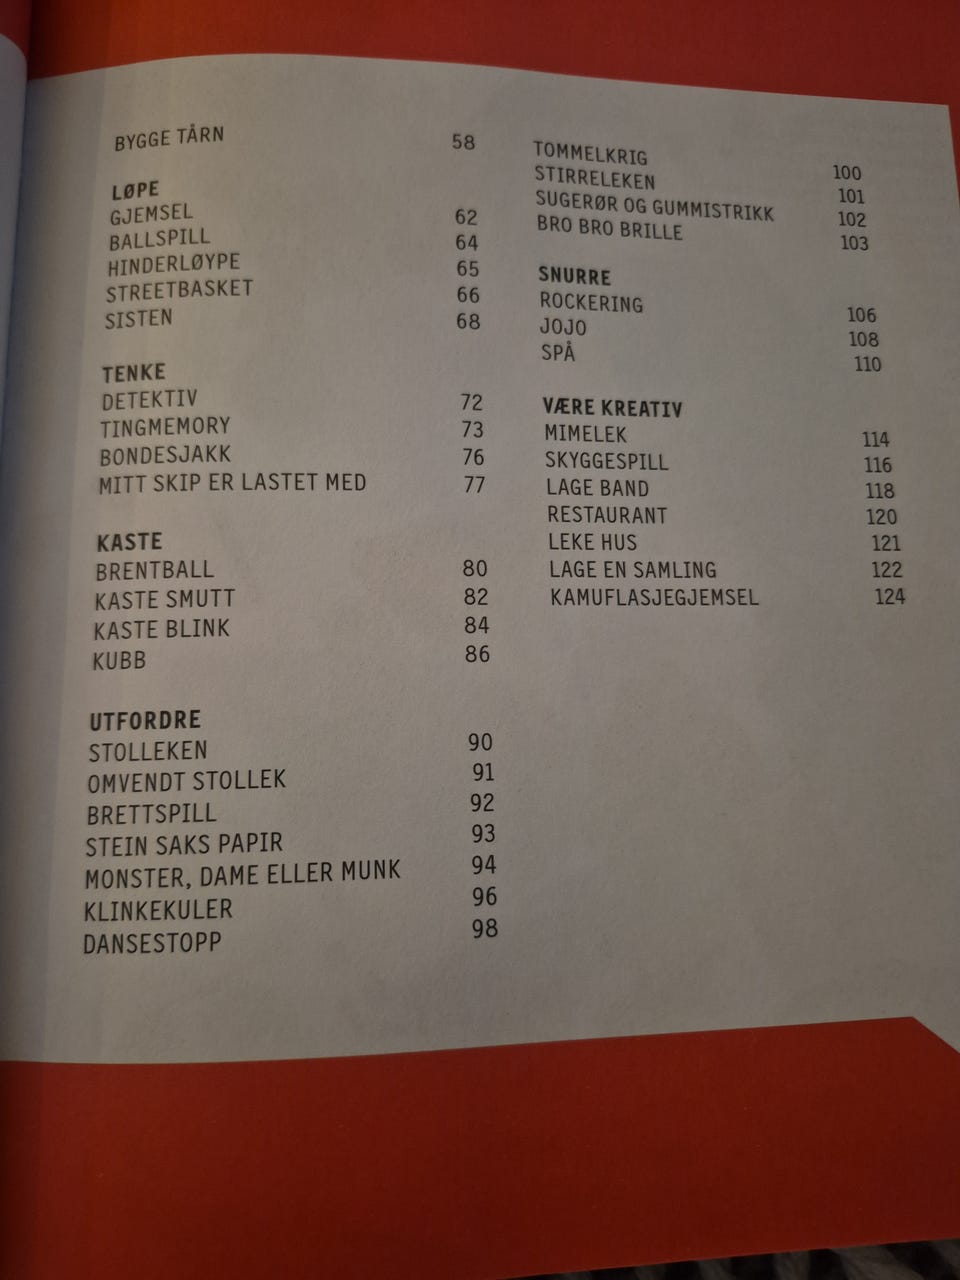 BYGGE TÅRN 58
LØPE
GJEMSEL 62
BALLSPILL 64
HINDERLØYPE 65
STREETBASKET 66
SISTEN 68
TENKE
DETEKTIV 72
TINGMEMORY 73
BONDESJAKK 76
MITT SKIP ER LASTET MED 77
KASTE
BRENTBALL 80
KASTE SMUTT 82
KASTE BLINK 84
KUBB 86
UTFORDRE
STOLLEKEN 90
OMVENDT STOLLEK 91
BRETTSPILL 92
STEIN SAKS PAPIR 93
MONSTER, DAME ELLER MUNK 94
KLINKEKULER 96
DANSESTOPP 98
TOMMELKRIG 100
STIRRELEKEN 101
SUGERØR OG GUMMISTRIKK 102
BRO BRO BRILLE 103
SNURRE
ROCKERING 106
JOJO 108
SPÅ 110
VÆRE KREATIV
MIMELEK 114
SKYGGESPILL 116
LAGE BAND 118
RESTAURANT 120
LEKE HUS 121
LAGE EN SAMLING 122
KAMUFLASJEGJEMSEL 124